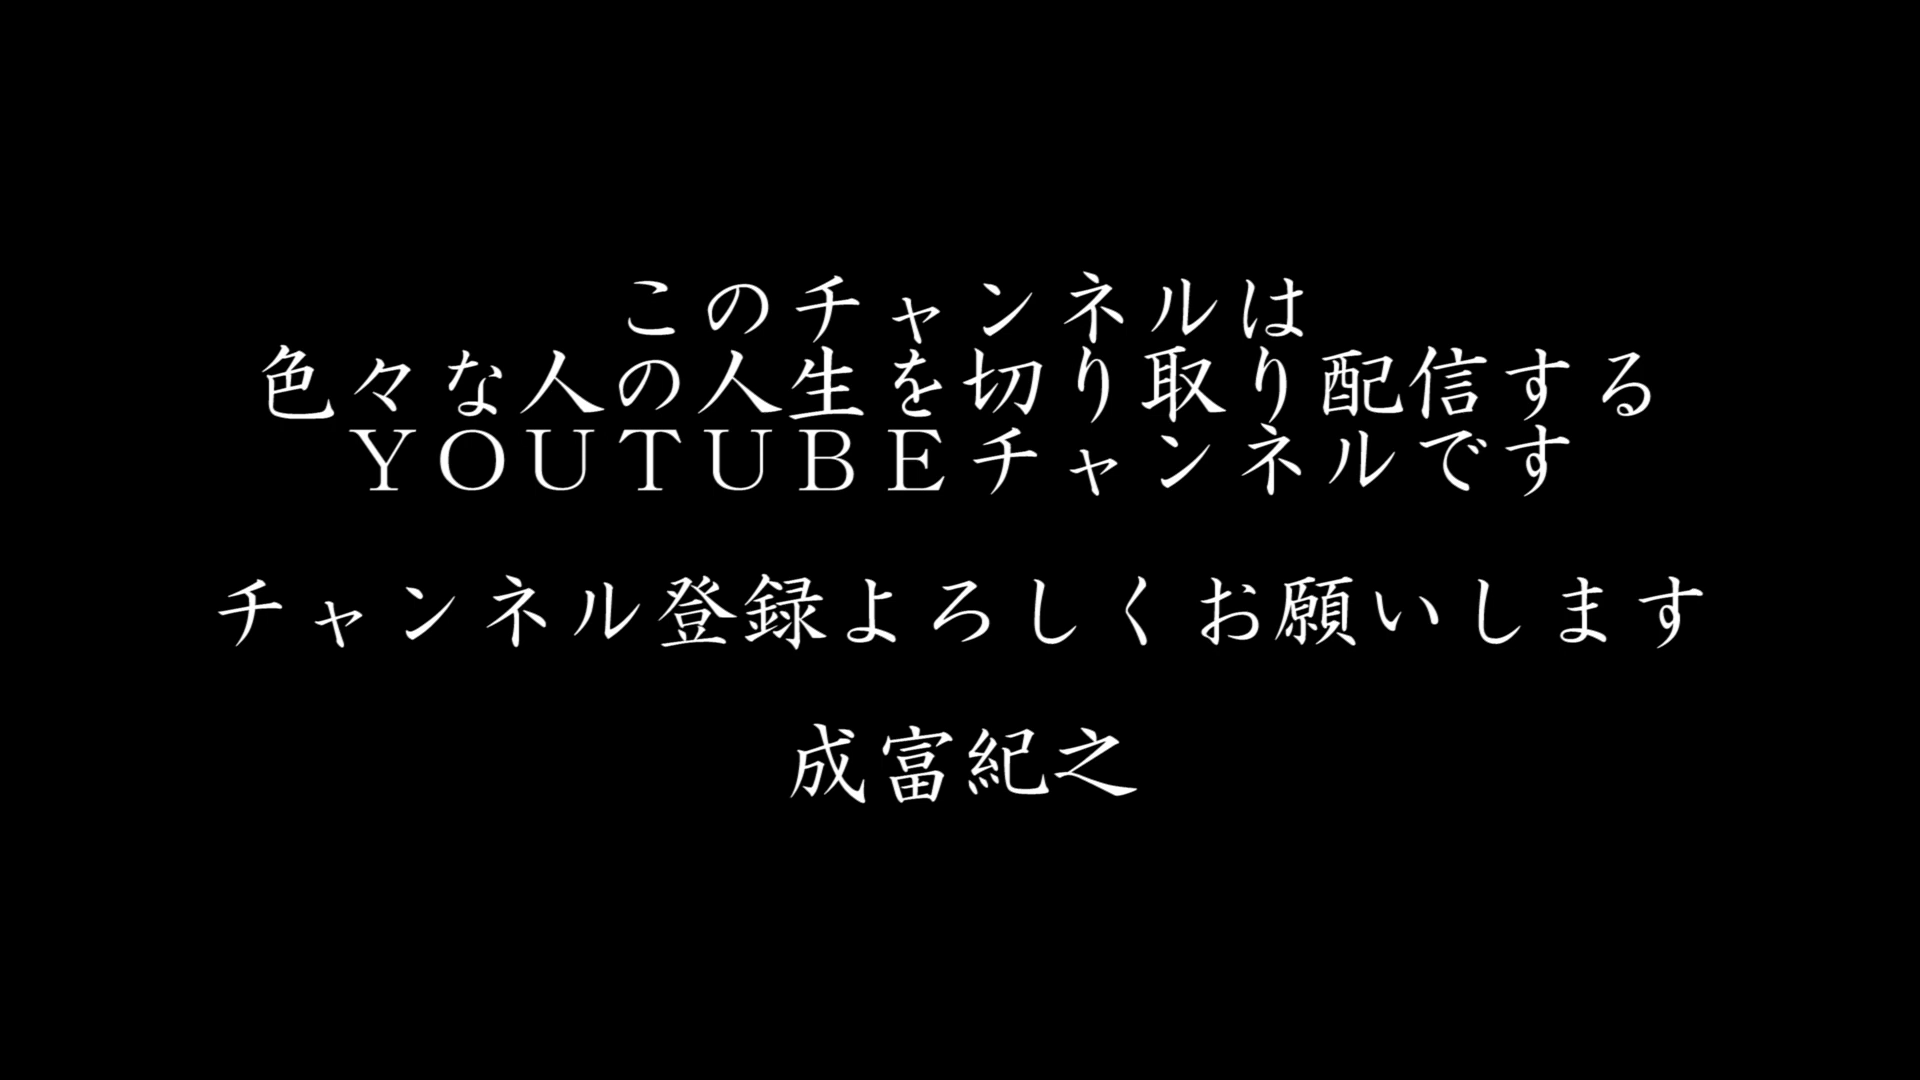 このチャンネルは
色々な人の人生を切り取り配信する
ＹＯＵＴＵＢＥチャンネルです
チャンネル登録よろしくお願いします
成富紀之